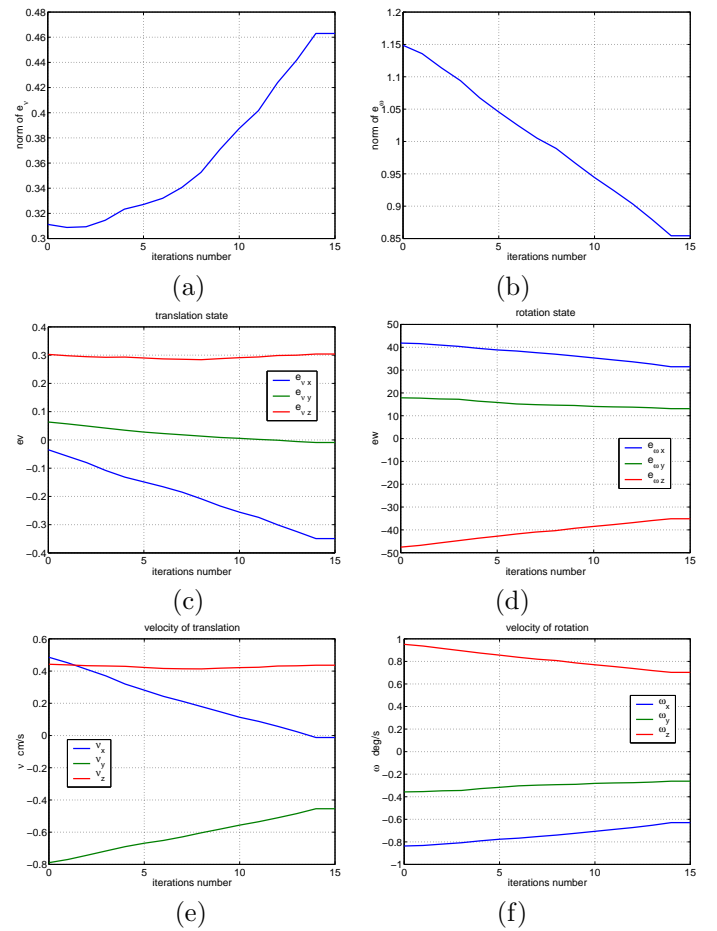 0.48
0.46
0.44
0.42
0.4
0.38
0.36
0.34
0.32
0.3
norm of e_ν
0 5 10 15
iterations number
(a)
1.2
1.15
1.1
1.05
1
0.95
0.9
0.85
norm of e_ω
0 5 10 15
iterations number
(b)
translation state
0.4
0.3
0.2
0.1
0
−0.1
−0.2
−0.3
−0.4
ev
e_ν x
e_ν y
e_ν z
0 5 10 15
iterations number
(c)
rotation state
50
40
30
20
10
0
−10
−20
−30
−40
−50
ew
e_ω x
e_ω y
e_ω z
0 5 10 15
iterations number
(d)
velocity of translation
0.6
0.4
0.2
0
−0.2
−0.4
−0.6
−0.8
ν cm/s
ν_x
ν_y
ν_z
0 5 10 15
iterations number
(e)
velocity of rotation
1
0.8
0.6
0.4
0.2
0
−0.2
−0.4
−0.6
−0.8
−1
ω deg/s
ω_x
ω_y
ω_z
0 5 10 15
iterations number
(f)